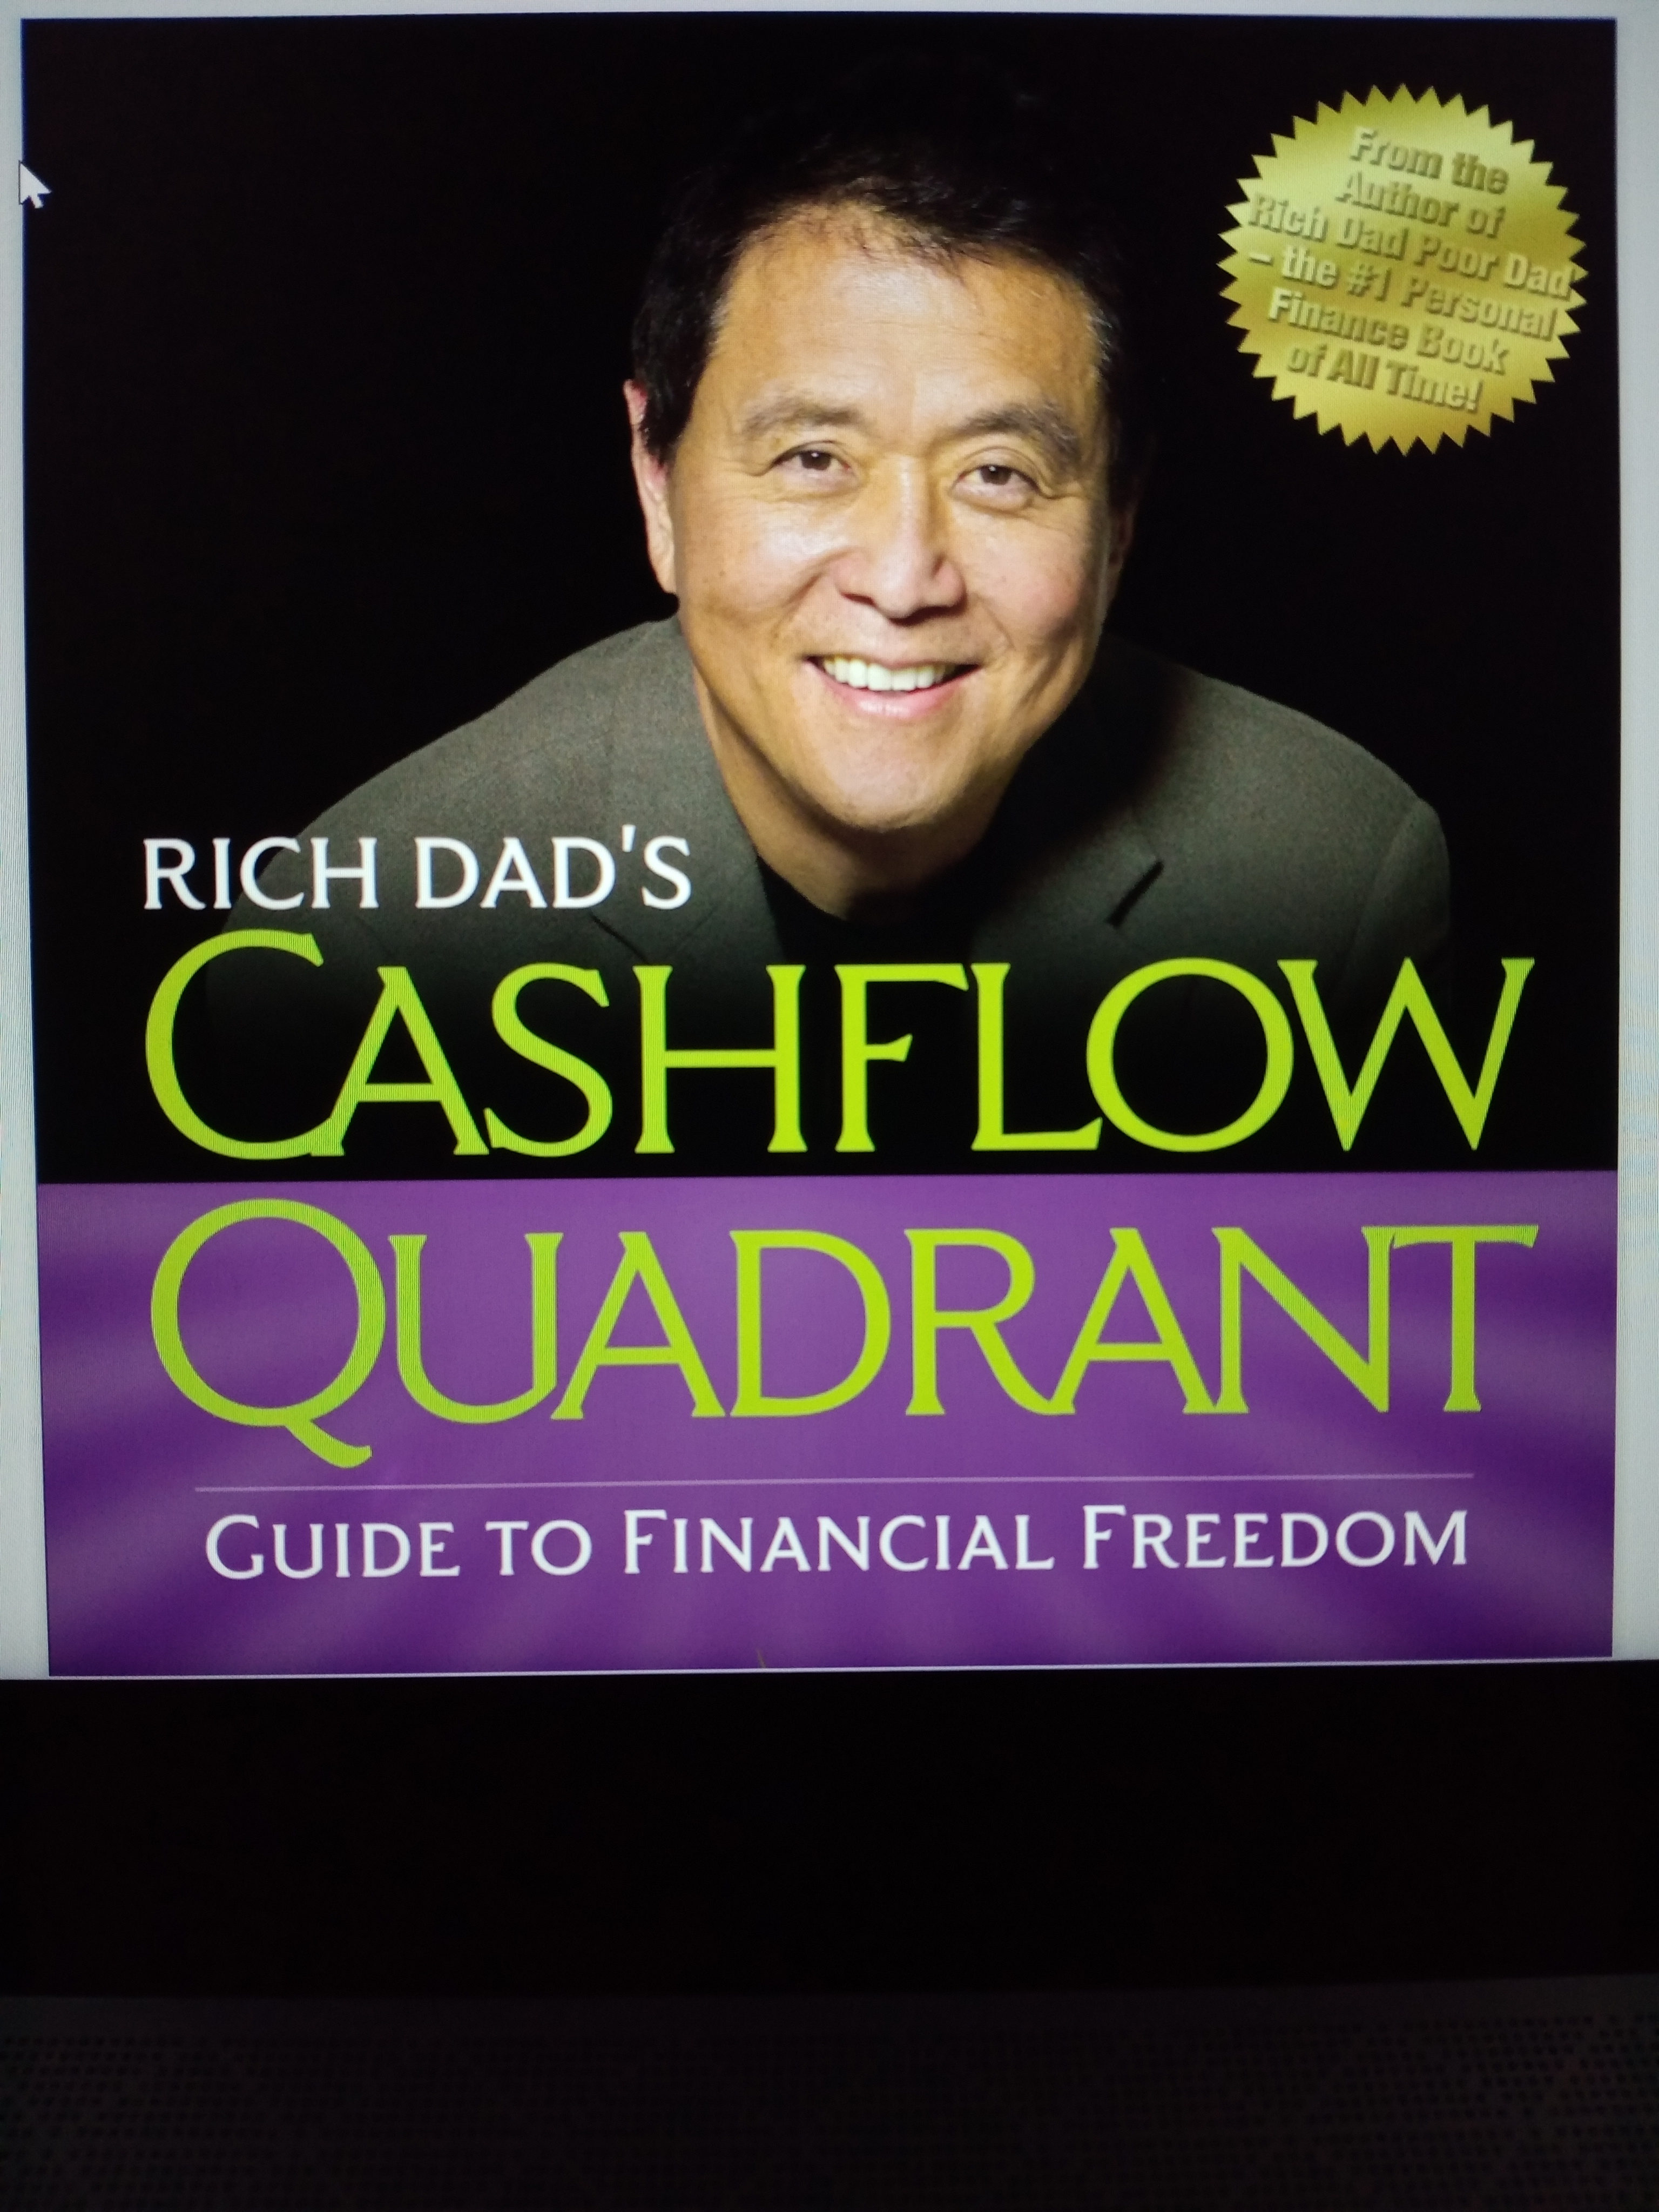 From the
Author of
Rich Dad Poor Dad
– the #1 Personal
Finance Book
of All Time!
RICH DAD'S
CASHFLOW
QUADRANT
GUIDE TO FINANCIAL FREEDOM